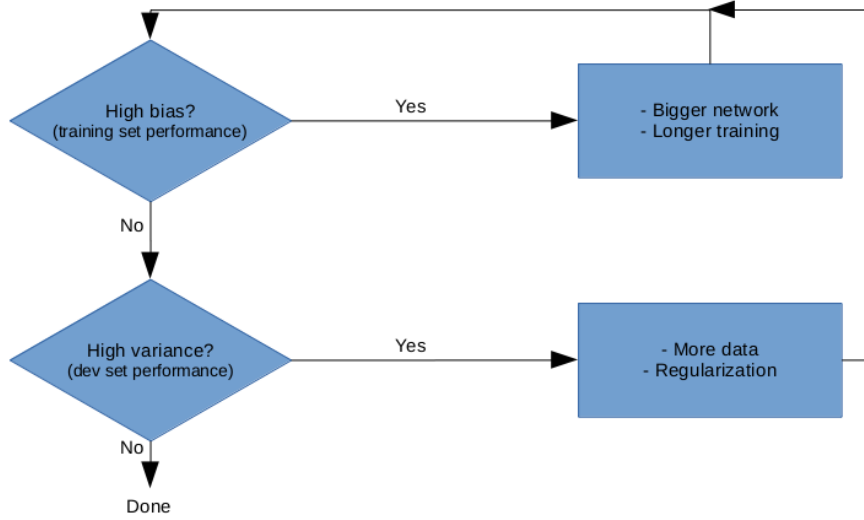 High bias?
(training set performance)
Yes
- Bigger network
- Longer training
No
High variance?
(dev set performance)
Yes
- More data
- Regularization
No
Done